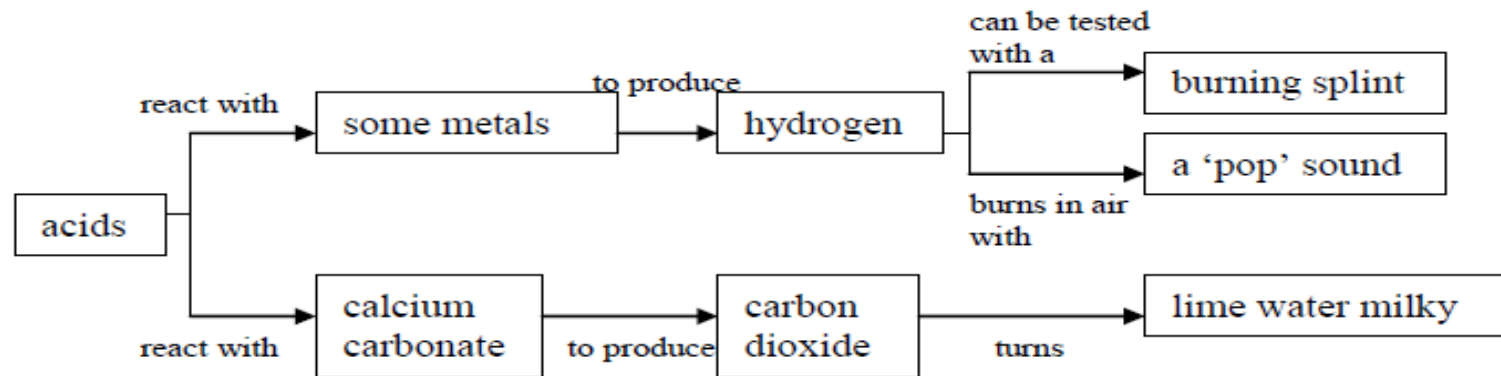 can be tested
with a
burning splint
to produce
react with
some metals
hydrogen
a ‘pop’ sound
burns in air
with
acids
calcium
carbonate
carbon
dioxide
lime water milky
react with
to produce
turns